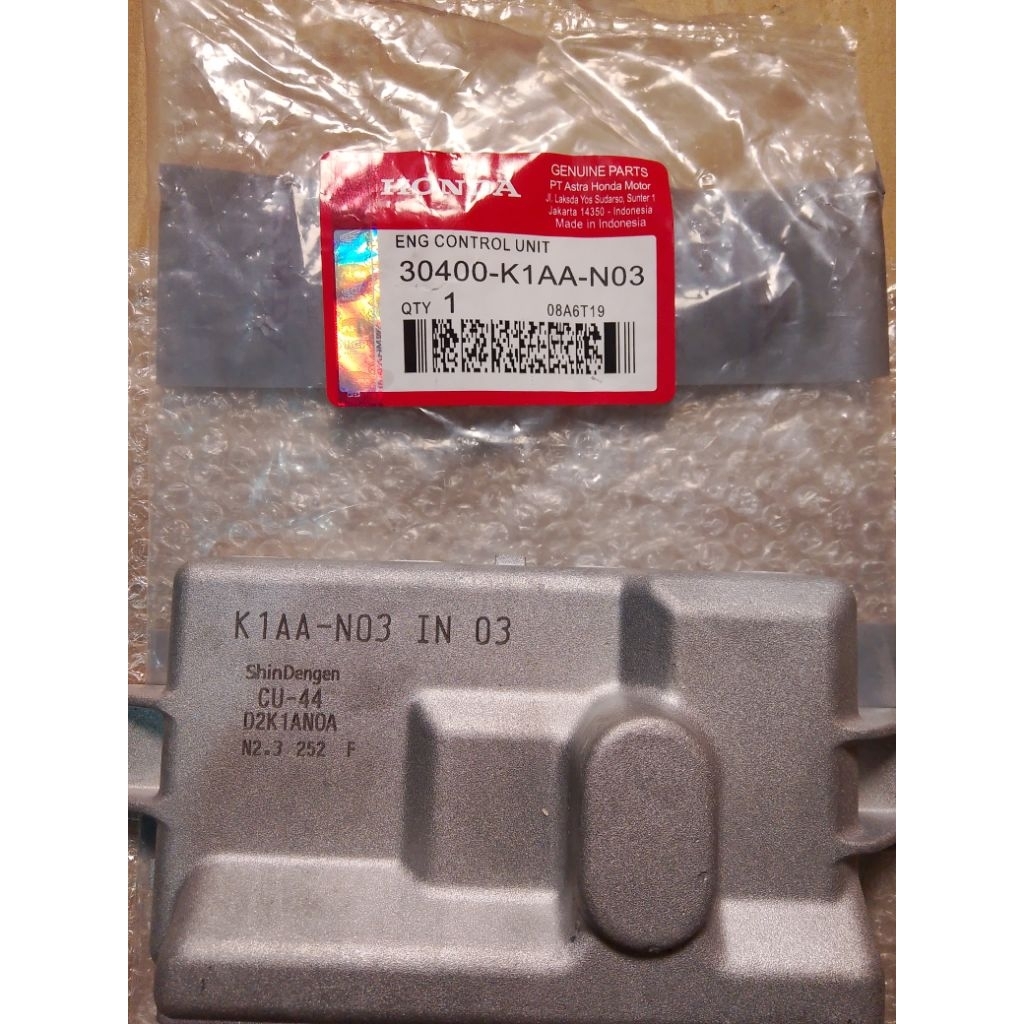 HONDA
GENUINE PARTS
PT Astra Honda Motor
Jl. Laksda Yos Sudarso, Sunter 1
Jakarta 14350 - Indonesia
Made in Indonesia
ENG CONTROL UNIT
30400-K1AA-N03
QTY 1 08A6T19
K1AA-N03 IN 03
ShinDengen
CU-44
D2K1AN0A
N2.3 252 F